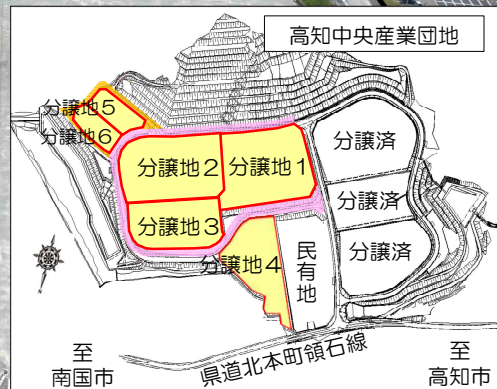 高知中央産業団地
分譲地5
分譲地6
分譲地2
分譲地1
分譲地3
分譲地4
分譲済
分譲済
分譲済
民有地
県道北本町領石線
至
南国市
至
高知市